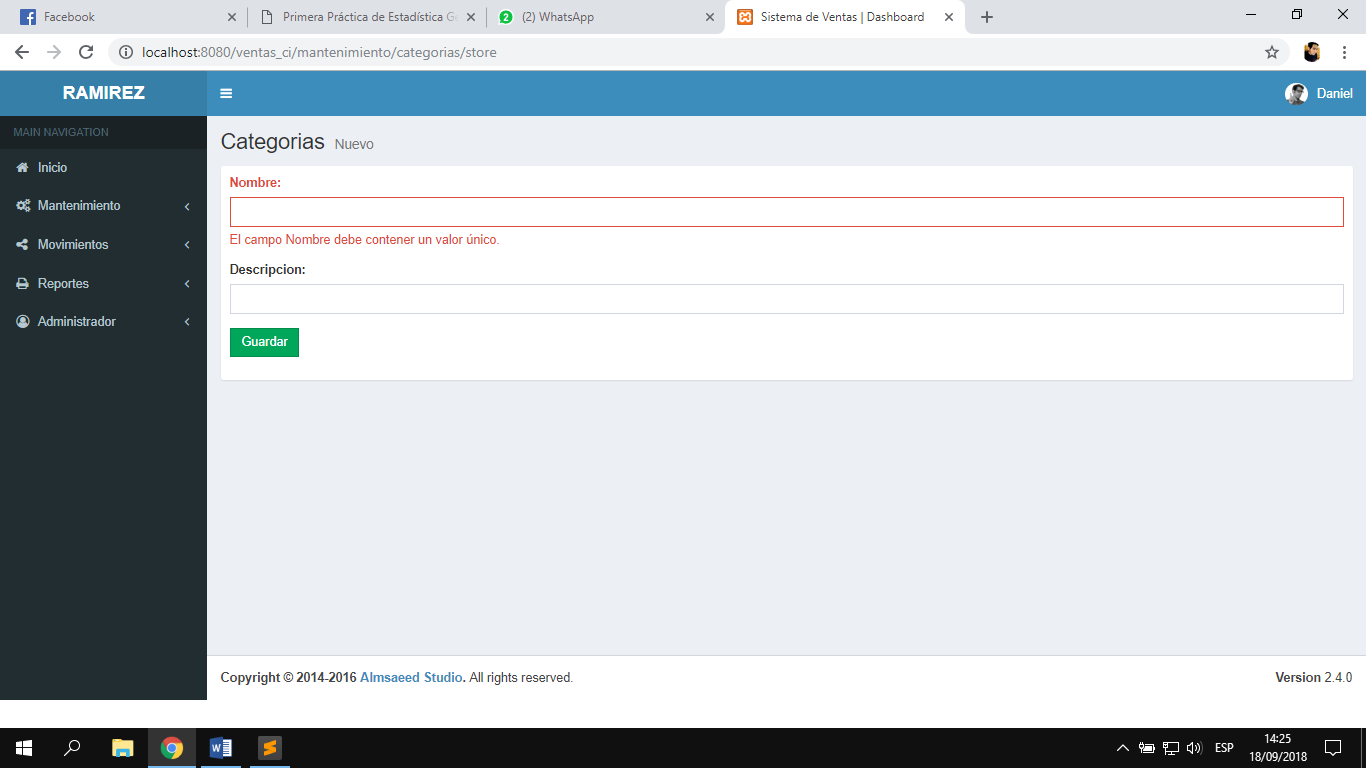 Facebook
Primera Práctica de Estadística Ge
2
(2) WhatsApp
Sistema de Ventas | Dashboard
localhost:8080/ventas_ci/mantenimiento/categorias/store
RAMIREZ
Daniel
MAIN NAVIGATION
Inicio
Mantenimiento
Movimientos
Reportes
Administrador
Categorias Nuevo
Nombre:
El campo Nombre debe contener un valor único.
Descripcion:
Guardar
Copyright © 2014-2016 Almsaeed Studio. All rights reserved.
Version 2.4.0
ESP
14:25
18/09/2018